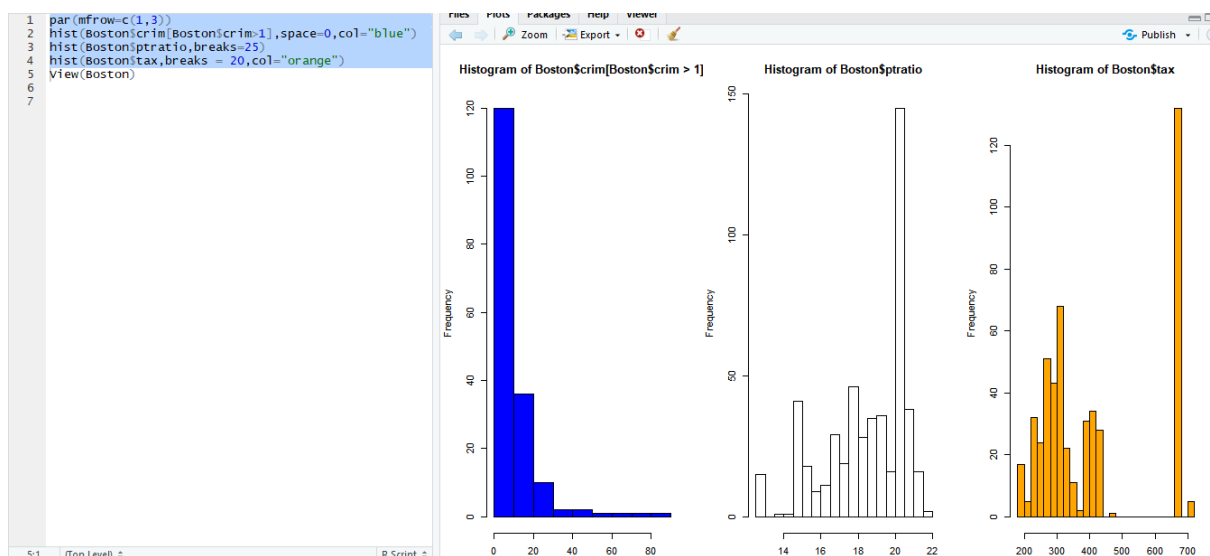 1 par(mfrow=c(1,3))
2 hist(Boston$crim[Boston$crim>1],space=0,col="blue")
3 hist(Boston$ptratio,breaks=25)
4 hist(Boston$tax,breaks = 20,col="orange")
5 View(Boston)
6
7
5:1 (Top Level) R Script
Files Plots Packages Help Viewer
Zoom Export Publish
Histogram of Boston$crim[Boston$crim > 1]
Frequency
0 20 40 60 80 100 120
0 20 40 60 80
Histogram of Boston$ptratio
Frequency
0 50 100 150
14 16 18 20 22
Histogram of Boston$tax
Frequency
0 20 40 60 80 100 120
200 300 400 500 600 700